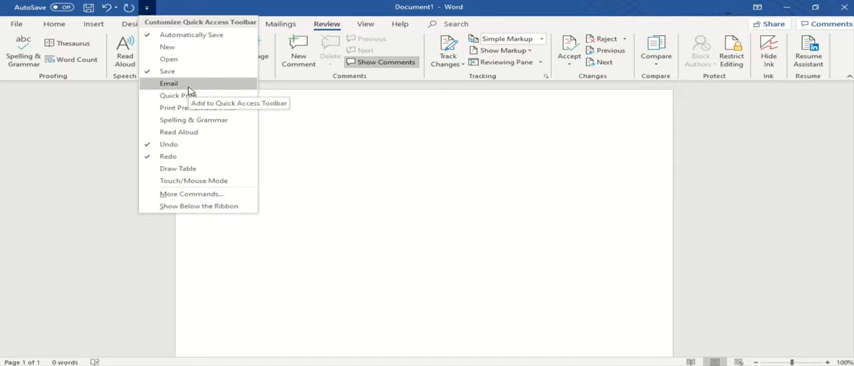 AutoSave Off Document1 - Word
File Home Insert Mailings Review View Help Search Share Comments
Customize Quick Access Toolbar
Automatically Save
New
Open
Save
Email
Add to Quick Access Toolbar
Spelling & Grammar
Read Aloud
Undo
Redo
Draw Table
Touch/Mouse Mode
More Commands...
Show Below the Ribbon
abc
Spelling &
Grammar
Thesaurus
Word Count
Proofing
Read
Aloud
Speech
New
Comment
Delete
Previous
Next
Show Comments
Comments
Track
Changes
Simple Markup
Show Markup
Reviewing Pane
Tracking
Accept
Reject
Previous
Next
Changes
Compare
Compare
Block
Authors
Restrict
Editing
Protect
Hide
Ink
Ink
Resume
Assistant
Resume
Page 1 of 1 0 words 100%